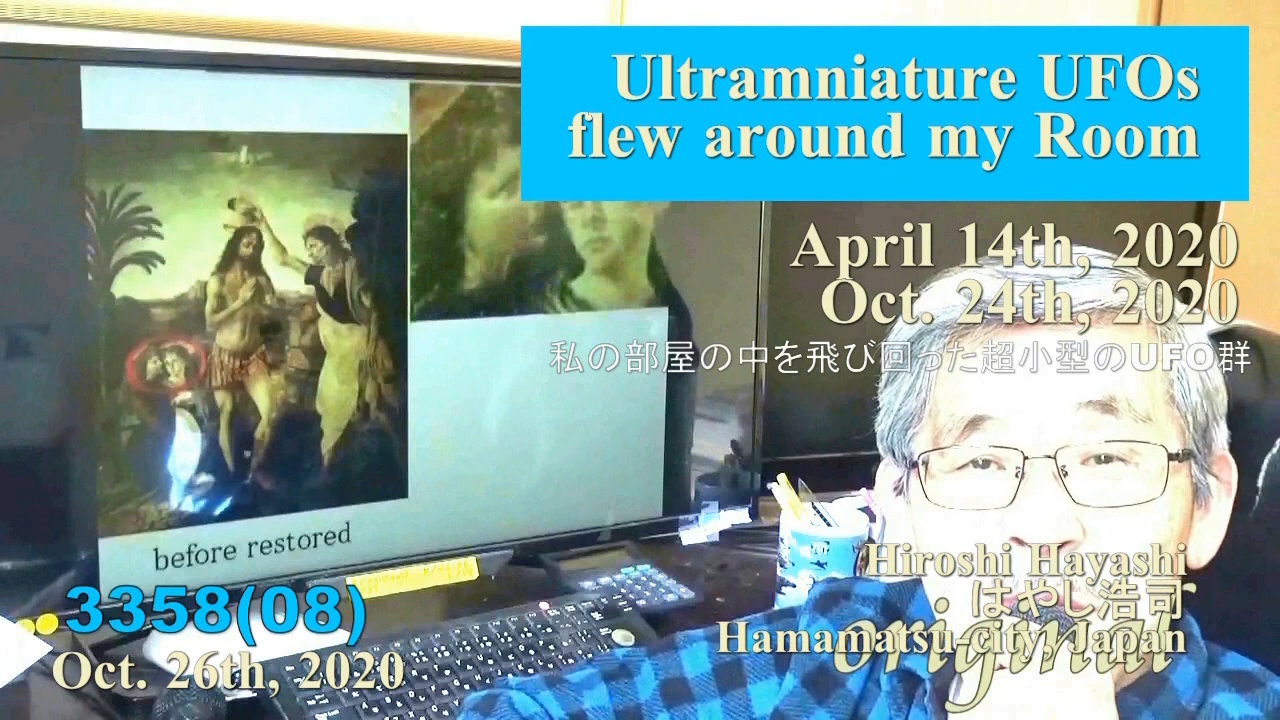 Ultramniature UFOs
flew around my Room
April 14th, 2020
Oct. 24th, 2020
私の部屋の中を飛び回った超小型のUFO群
before restored
3358(08)
Oct. 26th, 2020
Hiroshi Hayashi
はやし浩司
Hamamatsu-city, Japan
original